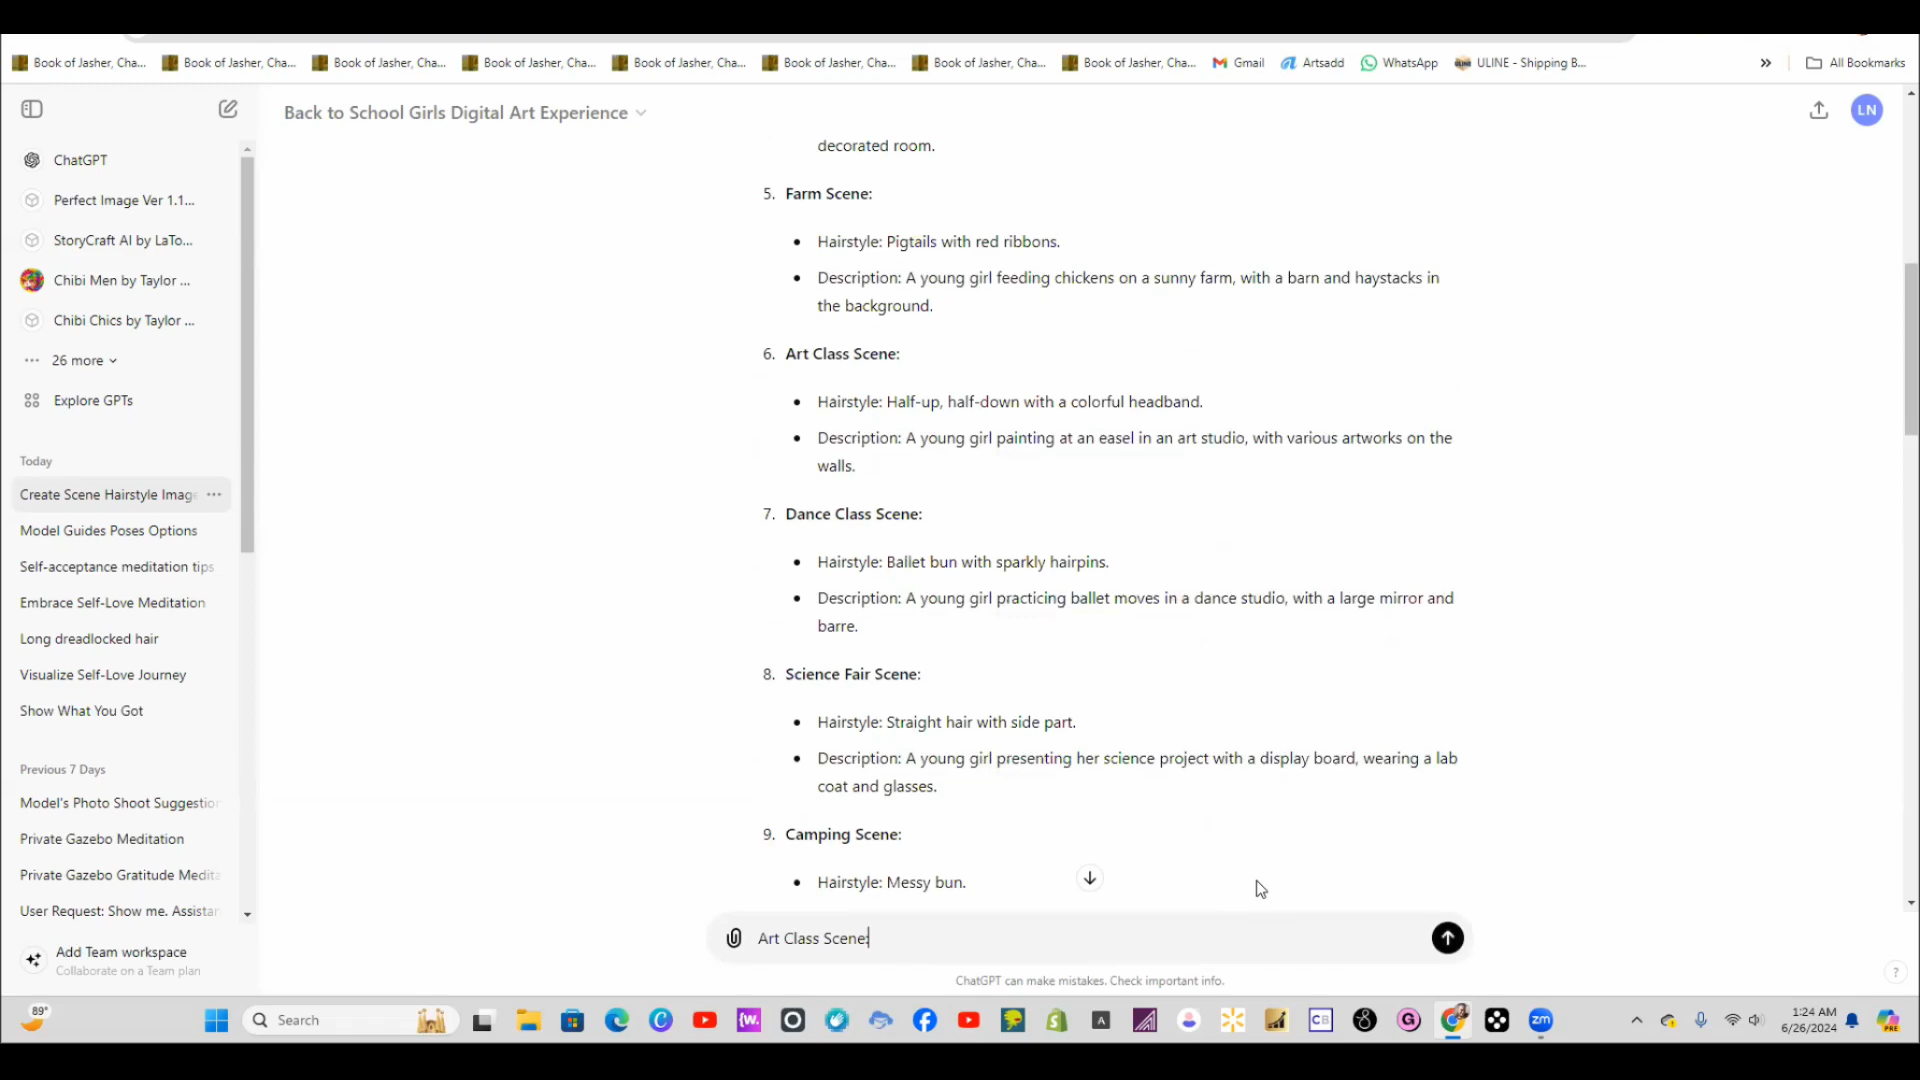 Book of Jasher, Cha...
Book of Jasher, Cha...
Book of Jasher, Cha...
Book of Jasher, Cha...
Book of Jasher, Cha...
Book of Jasher, Cha...
Book of Jasher, Cha...
Book of Jasher, Cha...
Gmail
Artsadd
WhatsApp
ULINE - Shipping B...
All Bookmarks
Back to School Girls Digital Art Experience
LN
ChatGPT
Perfect Image Ver 1.1...
StoryCraft AI by LaTo...
Chibi Men by Taylor ...
Chibi Chics by Taylor ...
26 more
Explore GPTs
Today
Create Scene Hairstyle Imag
Model Guides Poses Options
Self-acceptance meditation tips
Embrace Self-Love Meditation
Long dreadlocked hair
Visualize Self-Love Journey
Show What You Got
Previous 7 Days
Model's Photo Shoot Suggestion
Private Gazebo Meditation
Private Gazebo Gratitude Medita
User Request: Show me. Assistan
Add Team workspace
Collaborate on a Team plan
decorated room.
5. Farm Scene:
• Hairstyle: Pigtails with red ribbons.
• Description: A young girl feeding chickens on a sunny farm, with a barn and haystacks in
the background.
6. Art Class Scene:
• Hairstyle: Half-up, half-down with a colorful headband.
• Description: A young girl painting at an easel in an art studio, with various artworks on the
walls.
7. Dance Class Scene:
• Hairstyle: Ballet bun with sparkly hairpins.
• Description: A young girl practicing ballet moves in a dance studio, with a large mirror and
barre.
8. Science Fair Scene:
• Hairstyle: Straight hair with side part.
• Description: A young girl presenting her science project with a display board, wearing a lab
coat and glasses.
9. Camping Scene:
• Hairstyle: Messy bun.
Art Class Scene:
ChatGPT can make mistakes. Check important info.
?
89°
Search
1:24 AM
6/26/2024